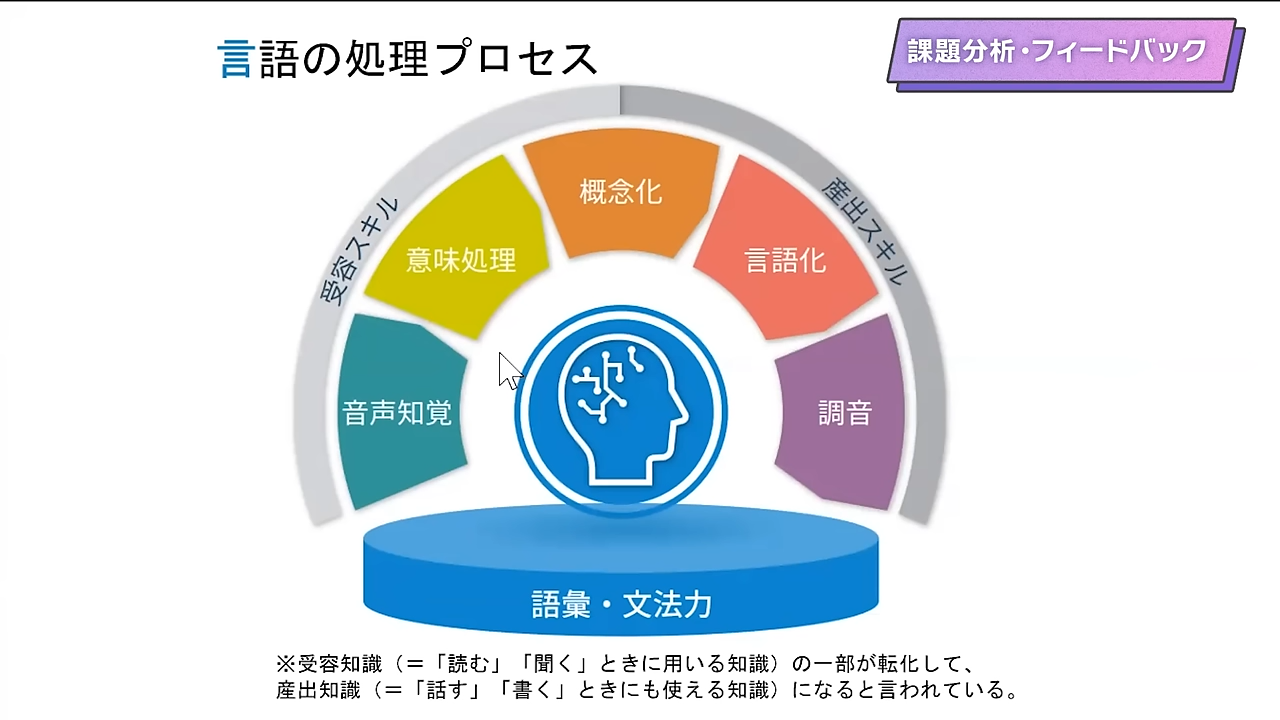 言語の処理プロセス
課題分析・フィードバック
受容スキル
産出スキル
音声知覚
意味処理
概念化
言語化
調音
語彙・文法力
※受容知識（＝「読む」「聞く」ときに用いる知識）の一部が転化して、
産出知識（＝「話す」「書く」ときにも使える知識）になると言われている。